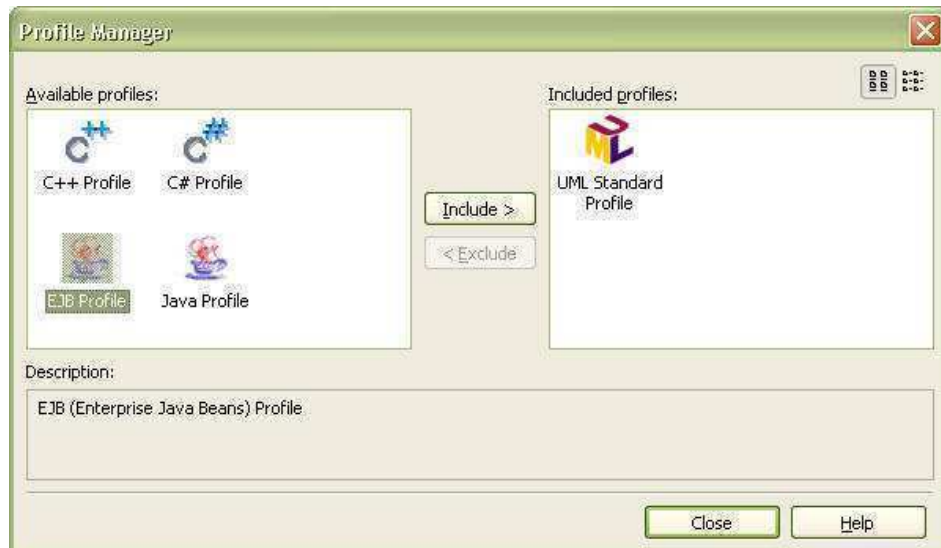 Profile Manager
Available profiles:
Included profiles:
C++ Profile
C# Profile
EJB Profile
Java Profile
Include >
< Exclude
UML
UML Standard
Profile
Description:
EJB (Enterprise Java Beans) Profile
Close
Help